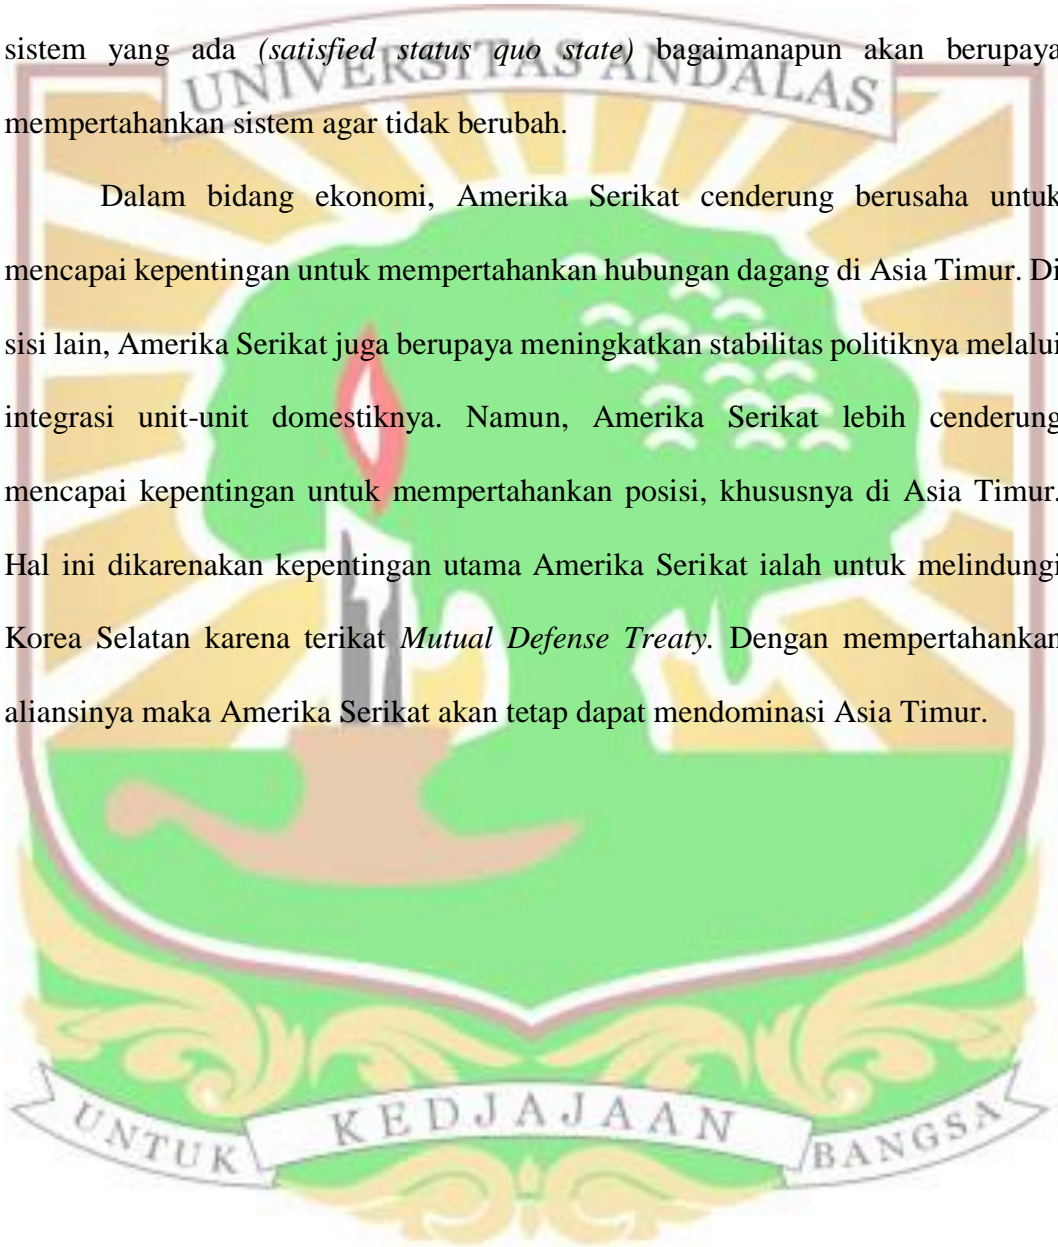 sistem yang ada (satisfied status quo state) bagaimanapun akan berupaya
UNIVERSITAS ANDALAS
mempertahankan sistem agar tidak berubah.
Dalam bidang ekonomi, Amerika Serikat cenderung berusaha untuk
mencapai kepentingan untuk mempertahankan hubungan dagang di Asia Timur. Di
sisi lain, Amerika Serikat juga berupaya meningkatkan stabilitas politiknya melalui
integrasi unit-unit domestiknya. Namun, Amerika Serikat lebih cenderung
mencapai kepentingan untuk mempertahankan posisi, khususnya di Asia Timur.
Hal ini dikarenakan kepentingan utama Amerika Serikat ialah untuk melindungi
Korea Selatan karena terikat Mutual Defense Treaty. Dengan mempertahankan
aliansinya maka Amerika Serikat akan tetap dapat mendominasi Asia Timur.
UNTUK KEDJAJAAN BANGSA